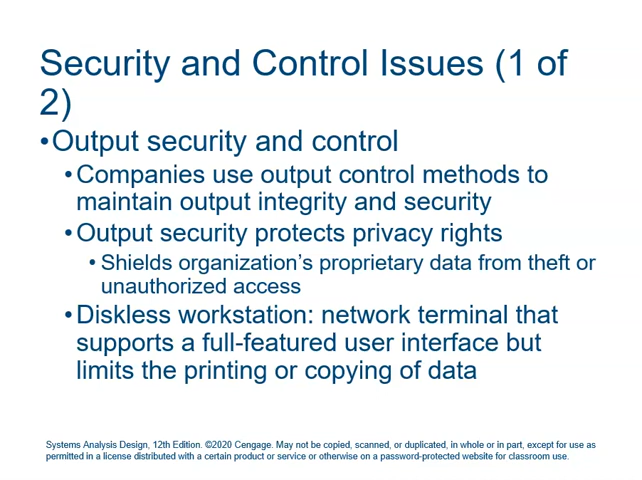 Security and Control Issues (1 of
2)
•Output security and control
•Companies use output control methods to
maintain output integrity and security
•Output security protects privacy rights
•Shields organization's proprietary data from theft or
unauthorized access
•Diskless workstation: network terminal that
supports a full-featured user interface but
limits the printing or copying of data
Systems Analysis Design, 12th Edition. ©2020 Cengage. May not be copied, scanned, or duplicated, in whole or in part, except for use as
permitted in a license distributed with a certain product or service or otherwise on a password-protected website for classroom use.